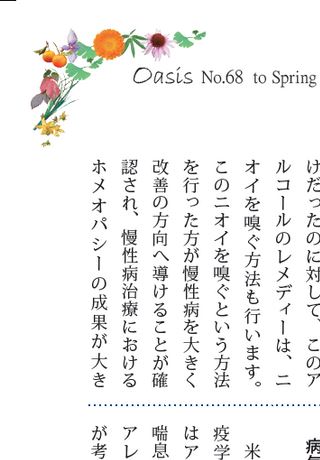 Oasis No.68 to Spring
けだったのに対して、このア
ルコールのレメディーは、ニ
オイを嗅ぐ方法も行います。
このニオイを嗅ぐという方法
を行った方が慢性病を大きく
改善の方向へ導けることが確
認され、慢性病治療における
ホメオパシーの成果が大き
病気
米
疫学
はア
喘息
アレ
が考